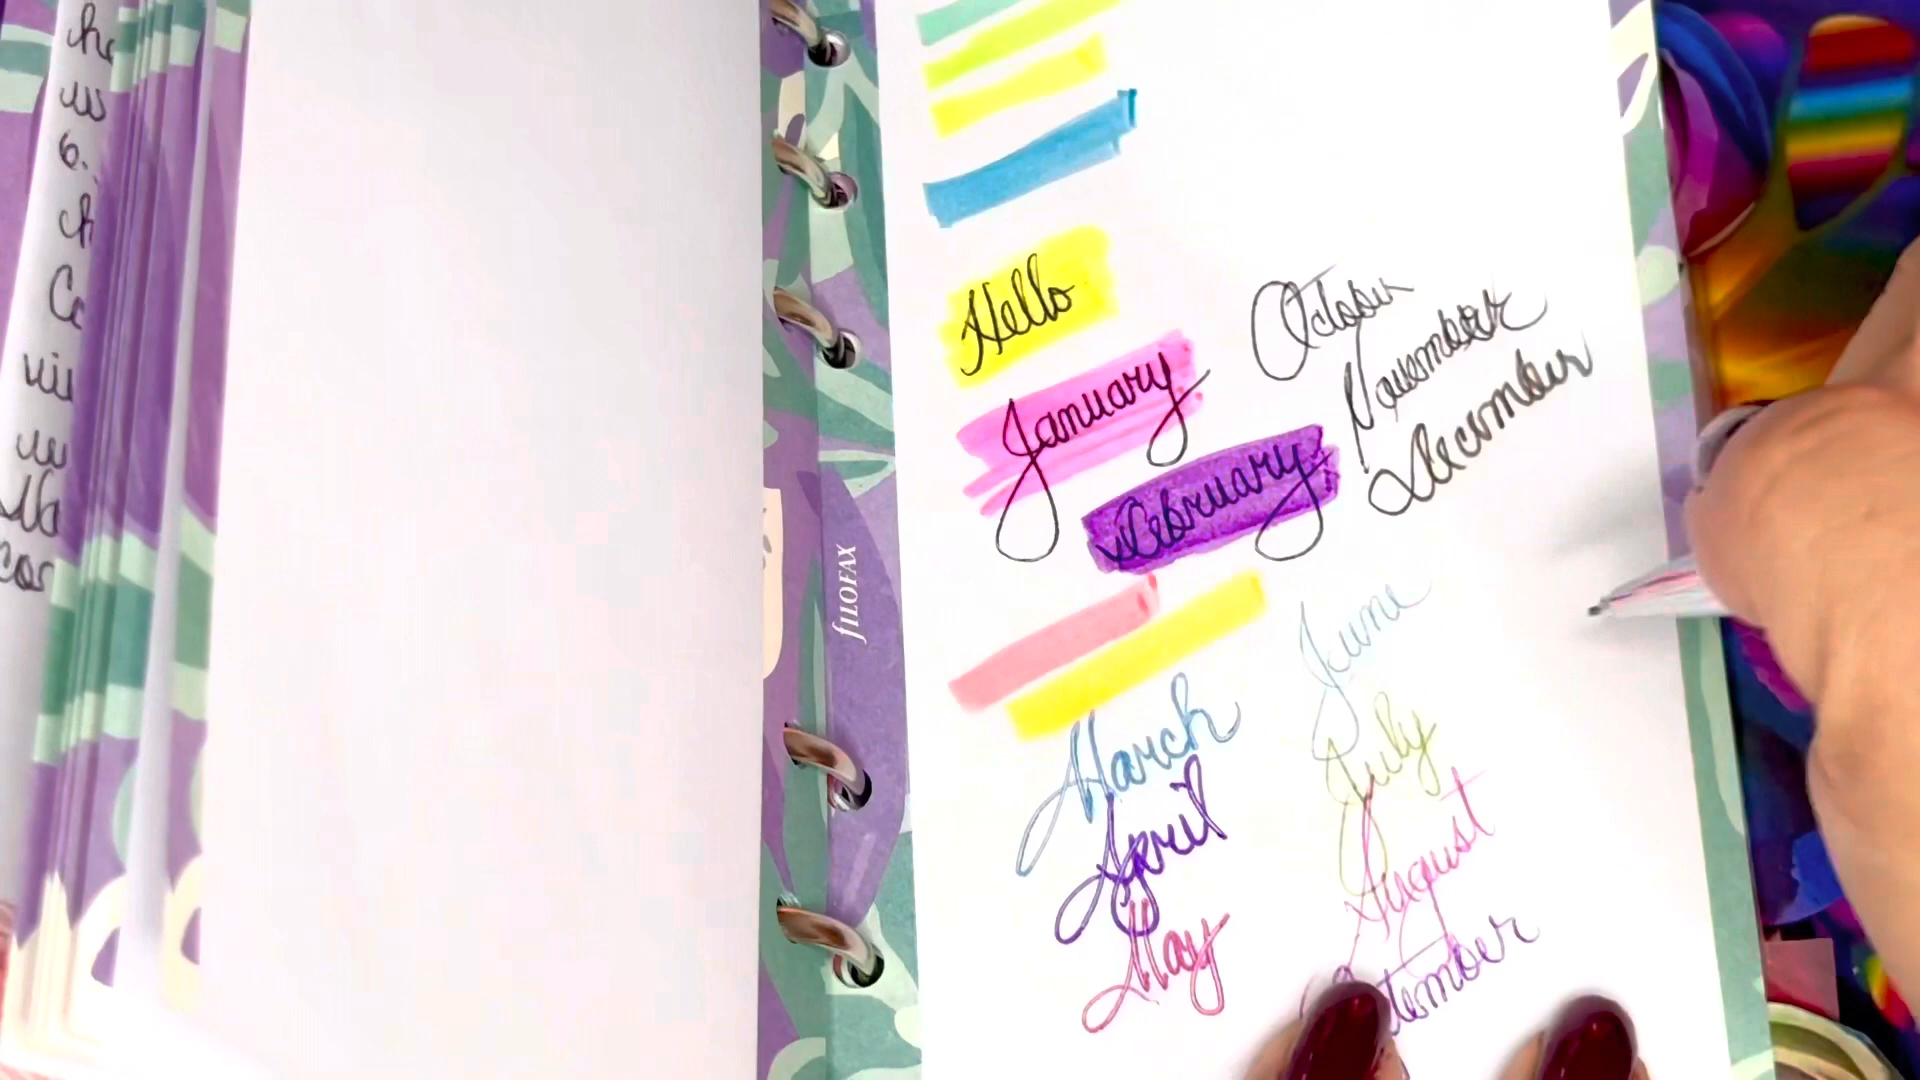 FILOFAX
Hello
January
February
March
April
May
June
July
August
September
October
November
December